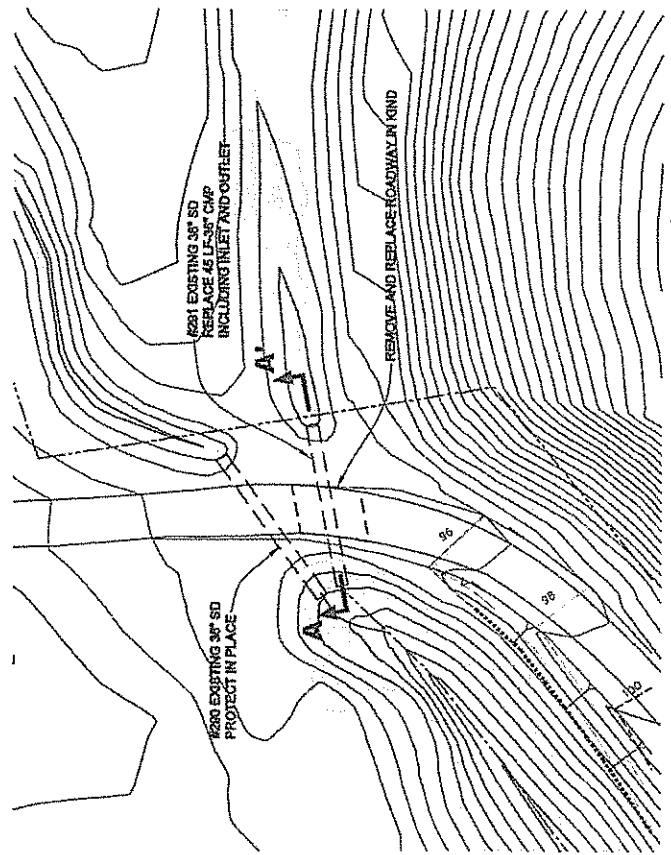 #281 EXISTING 36" SD
REPLACE 45 LF-36" CMP
INCLUDING INLET AND OUTLET
A'
REMOVE AND REPLACE ROADWAY IN KIND
#280 EXISTING 36" SD
PROTECT IN PLACE
A
96
98
100